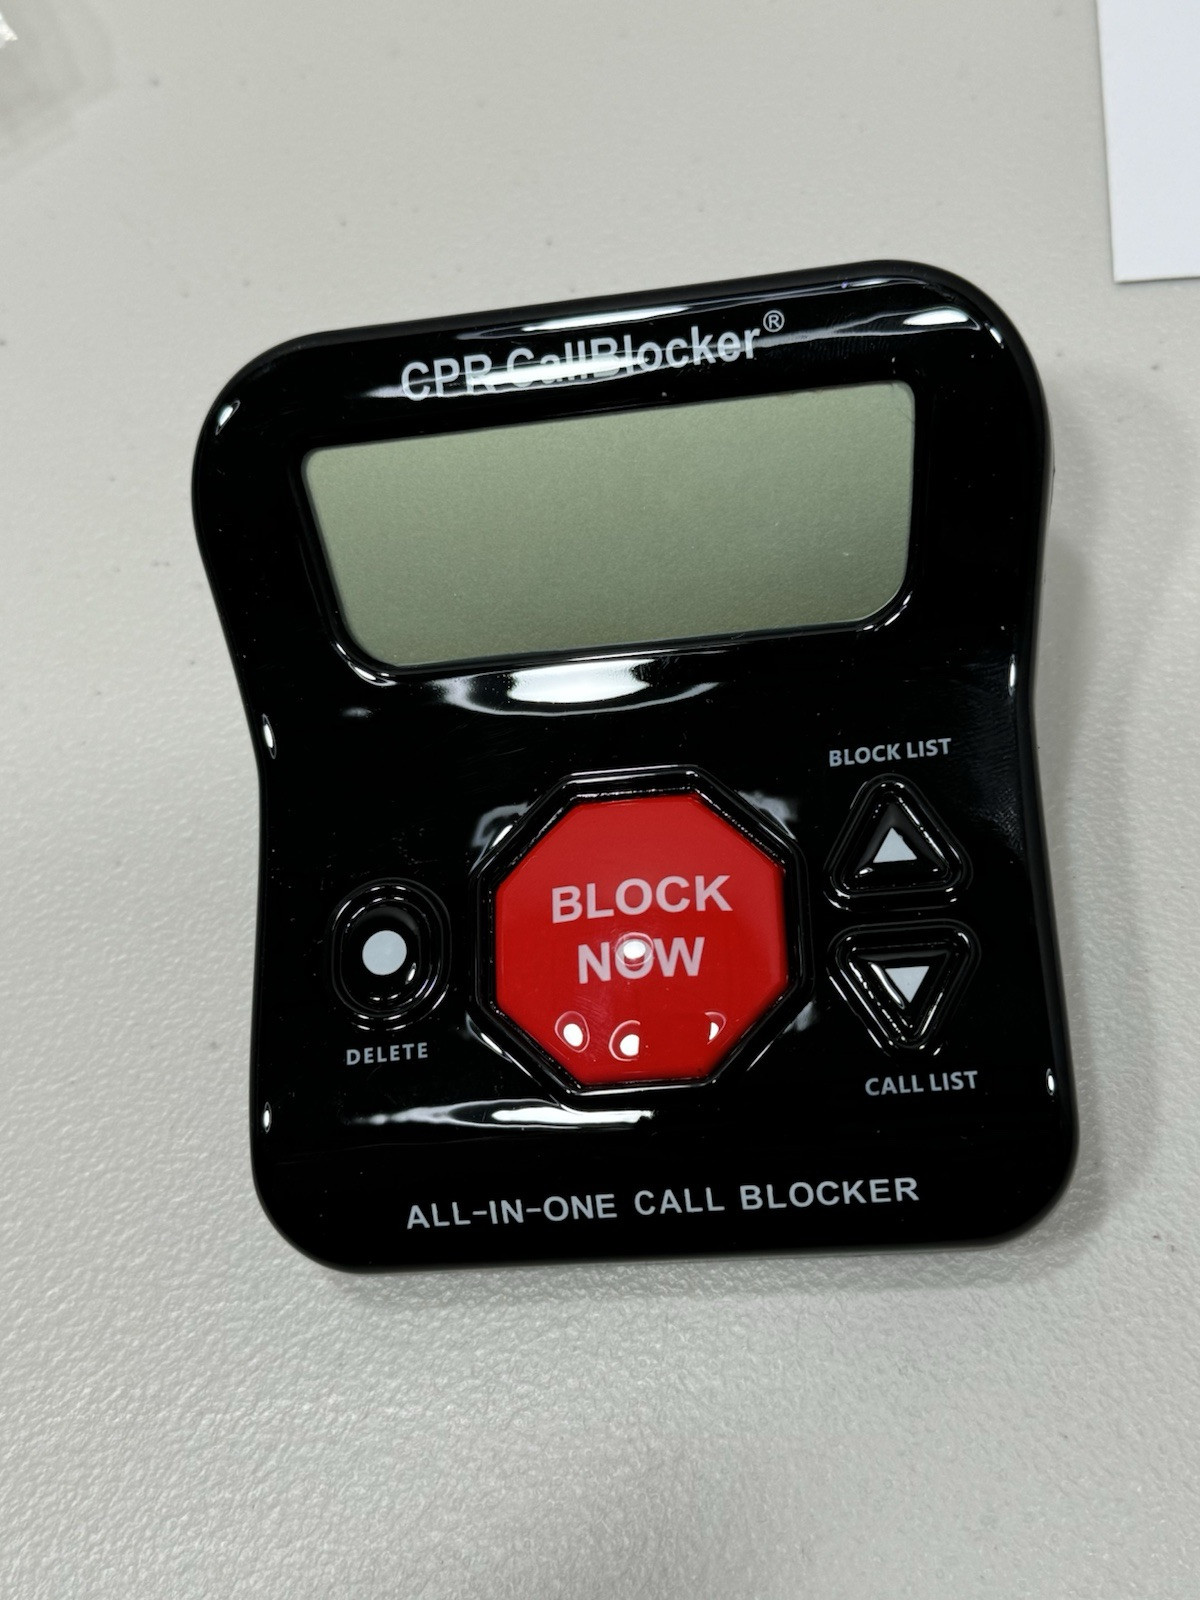 CPR CallBlocker®
BLOCK LIST
BLOCK
NOW
DELETE
CALL LIST
ALL-IN-ONE CALL BLOCKER